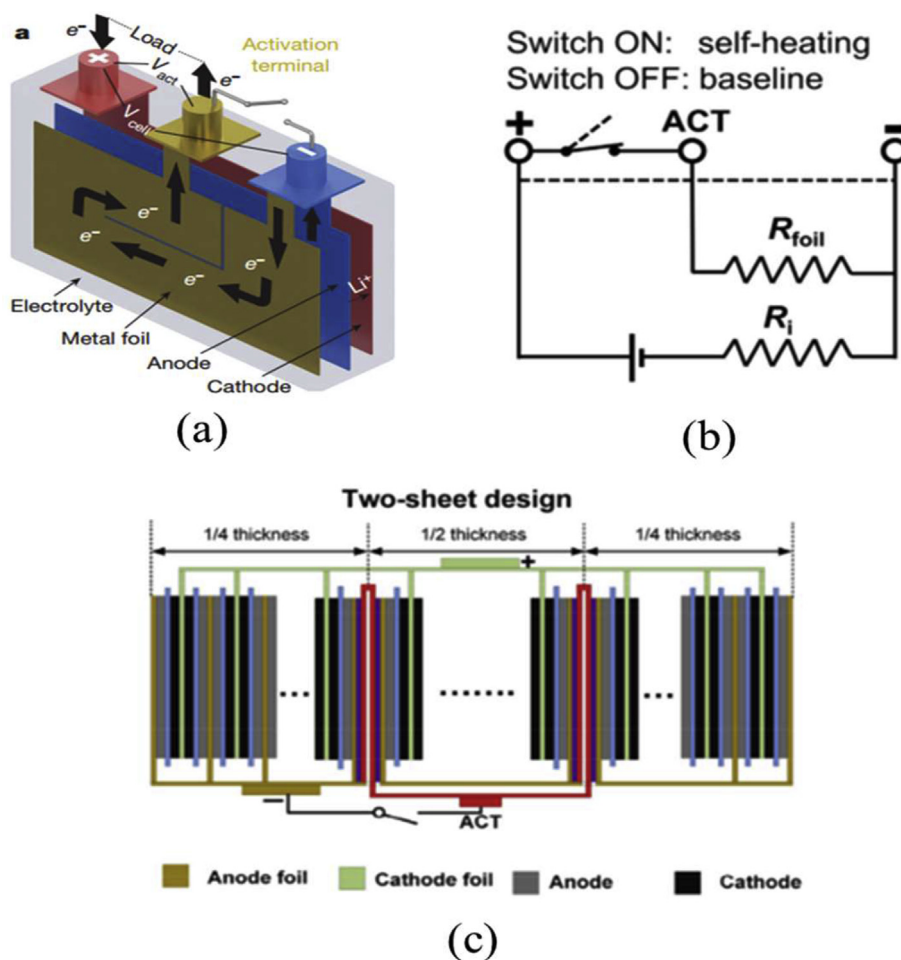 a
e⁻
Load
Activation
terminal
V_act
e⁻
V_cell
+
−
e⁻
e⁻
e⁻
e⁻
e⁻
Li⁺
Electrolyte
Metal foil
Anode
Cathode
(a)
Switch ON: self-heating
Switch OFF: baseline
+ ACT -
R_foil
R_i
(b)
Two-sheet design
1/4 thickness 1/2 thickness 1/4 thickness
+
−
ACT
Anode foil Cathode foil Anode Cathode
(c)